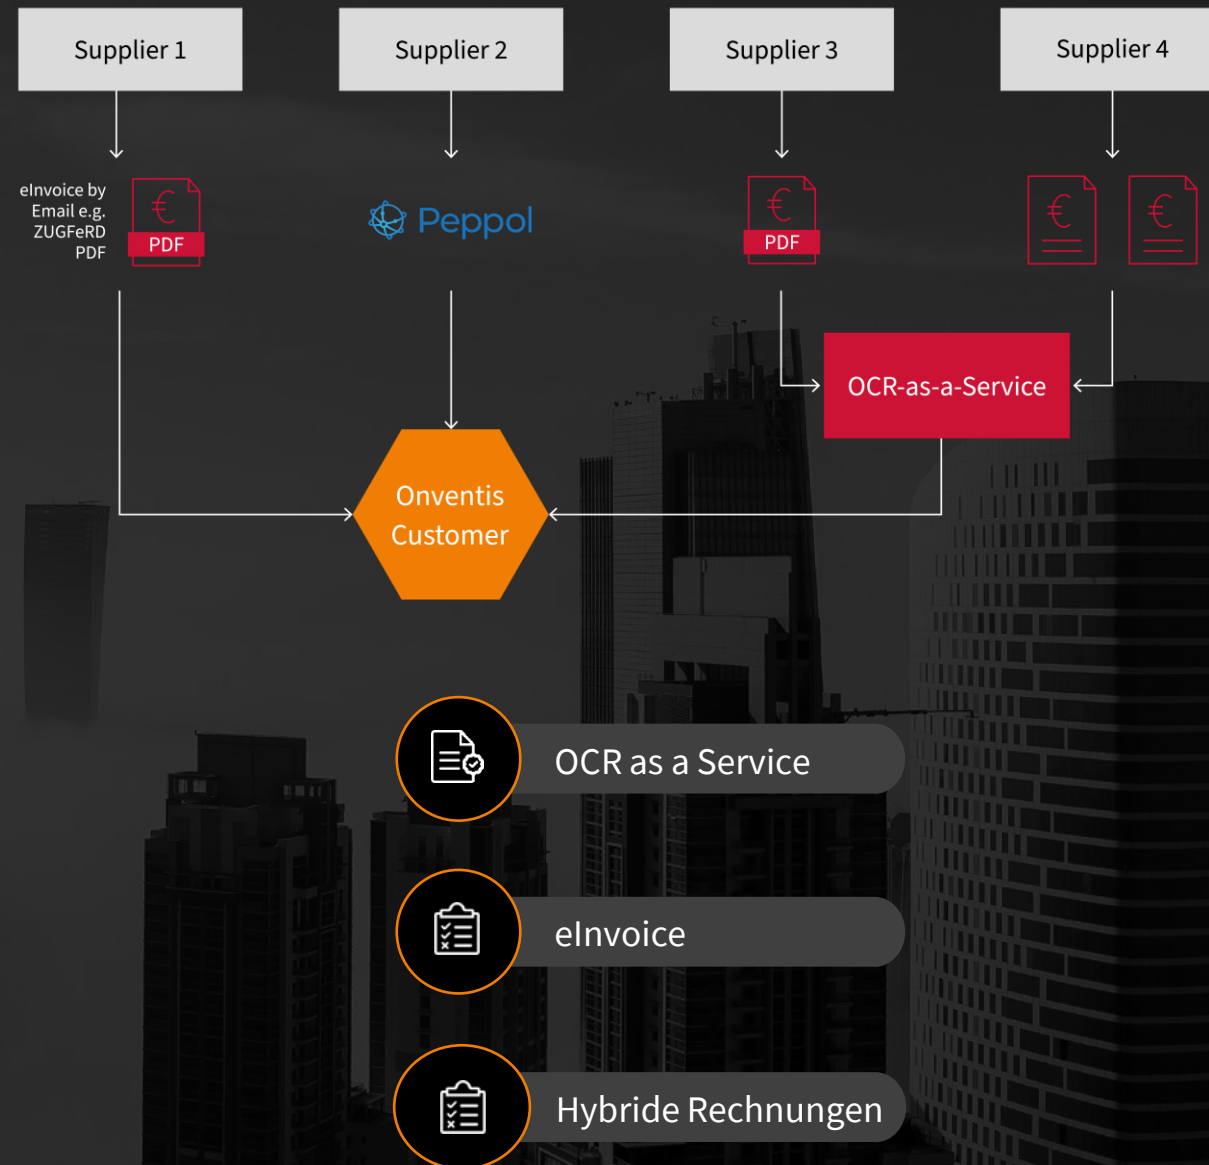 Supplier 1
Supplier 2
Supplier 3
Supplier 4
eInvoice by
Email e.g.
ZUGFeRD
PDF
€
PDF
Peppol
€
PDF
€
€
OCR-as-a-Service
Onventis
Customer
OCR as a Service
eInvoice
Hybride Rechnungen